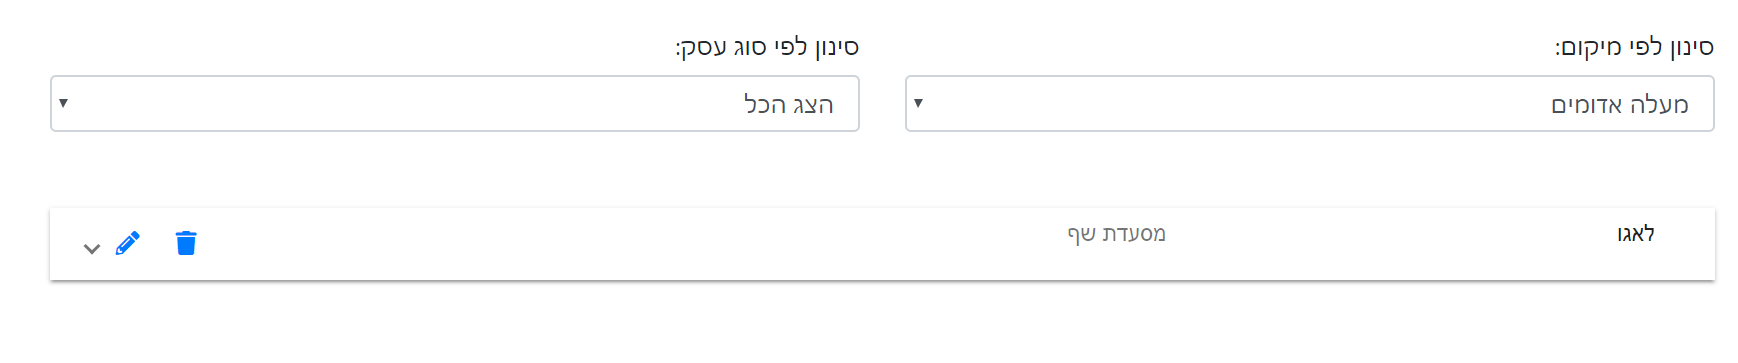 סינון לפי מיקום:
מעלה אדומים
סינון לפי סוג עסק:
הצג הכל
לאגו
מסעדת שף